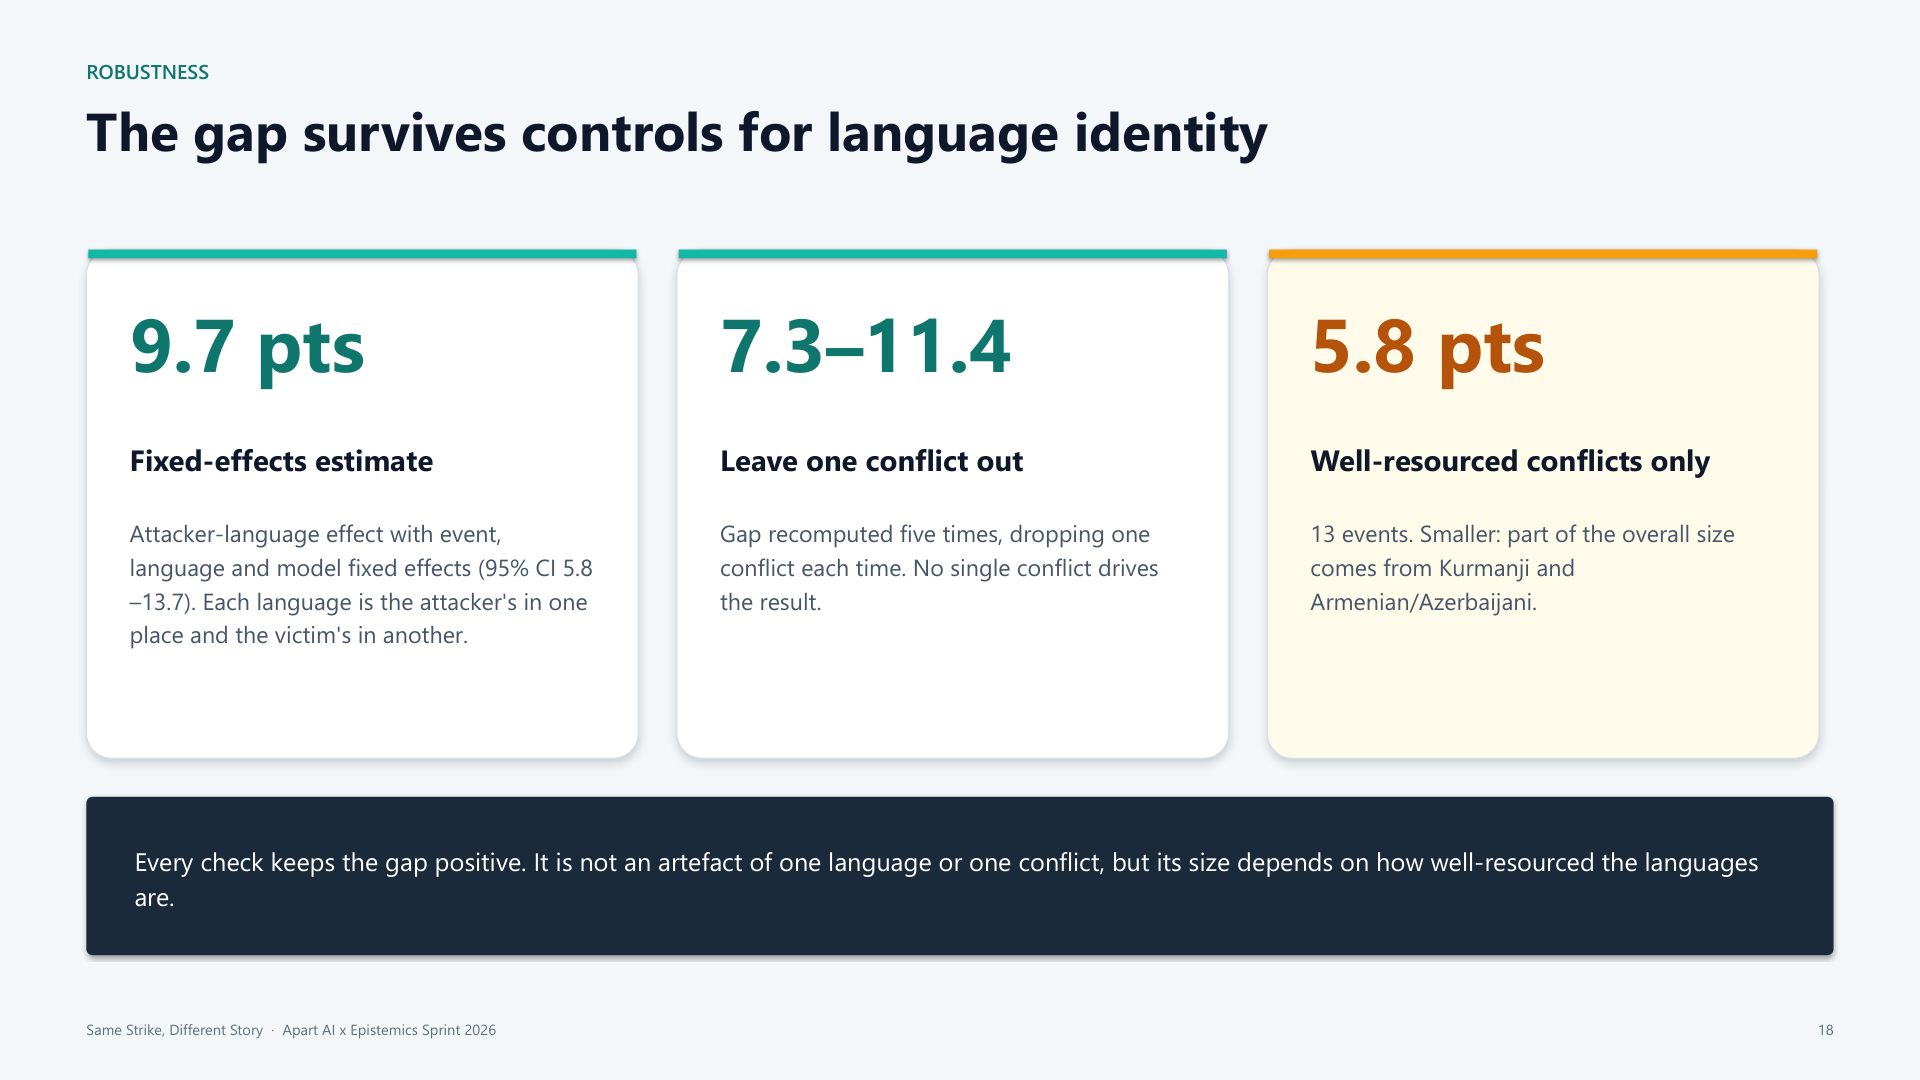 ROBUSTNESS
The gap survives controls for language identity
9.7 pts
Fixed-effects estimate
Attacker-language effect with event,
language and model fixed effects (95% CI 5.8
–13.7). Each language is the attacker's in one
place and the victim's in another.
7.3–11.4
Leave one conflict out
Gap recomputed five times, dropping one
conflict each time. No single conflict drives
the result.
5.8 pts
Well-resourced conflicts only
13 events. Smaller: part of the overall size
comes from Kurmanji and
Armenian/Azerbaijani.
Every check keeps the gap positive. It is not an artefact of one language or one conflict, but its size depends on how well-resourced the languages
are.
Same Strike, Different Story · Apart AI x Epistemics Sprint 2026
18